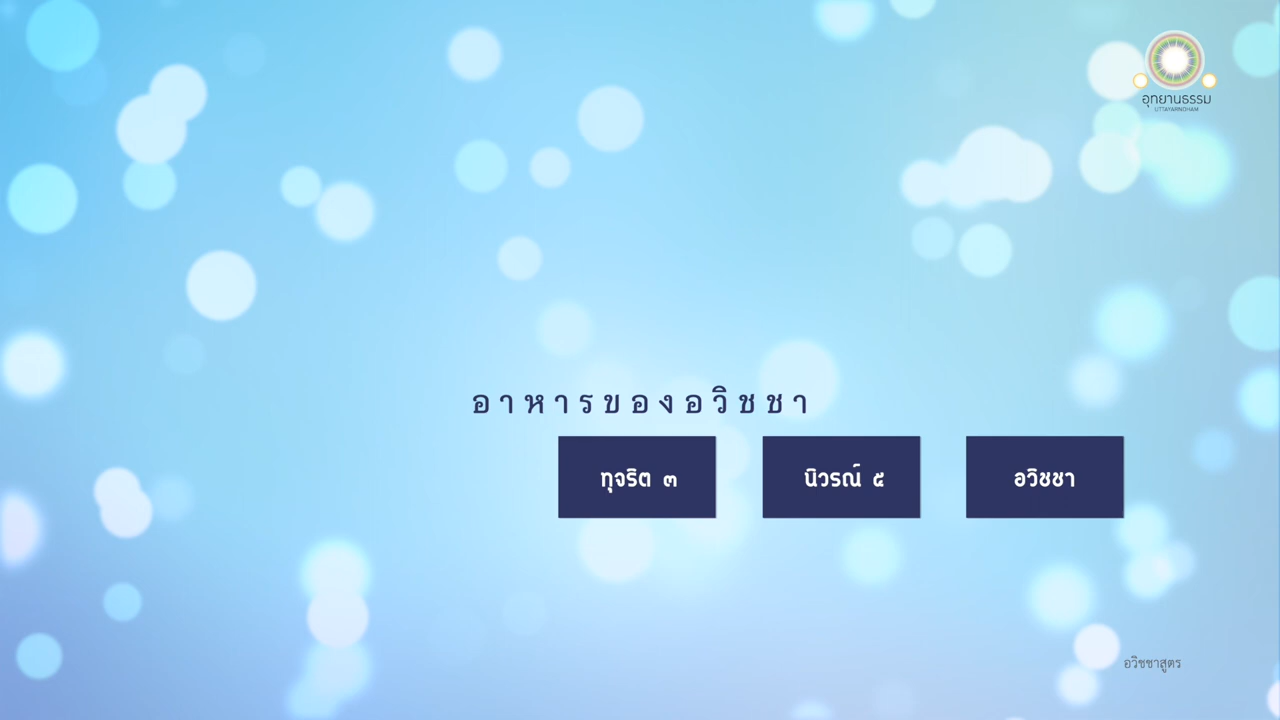 อุทยานธรรม
UTTAYARNDHAM
อาหารของอวิชชา
ทุจริต ๓
นิวรณ์ ๕
อวิชชา
อวิชชาสูตร